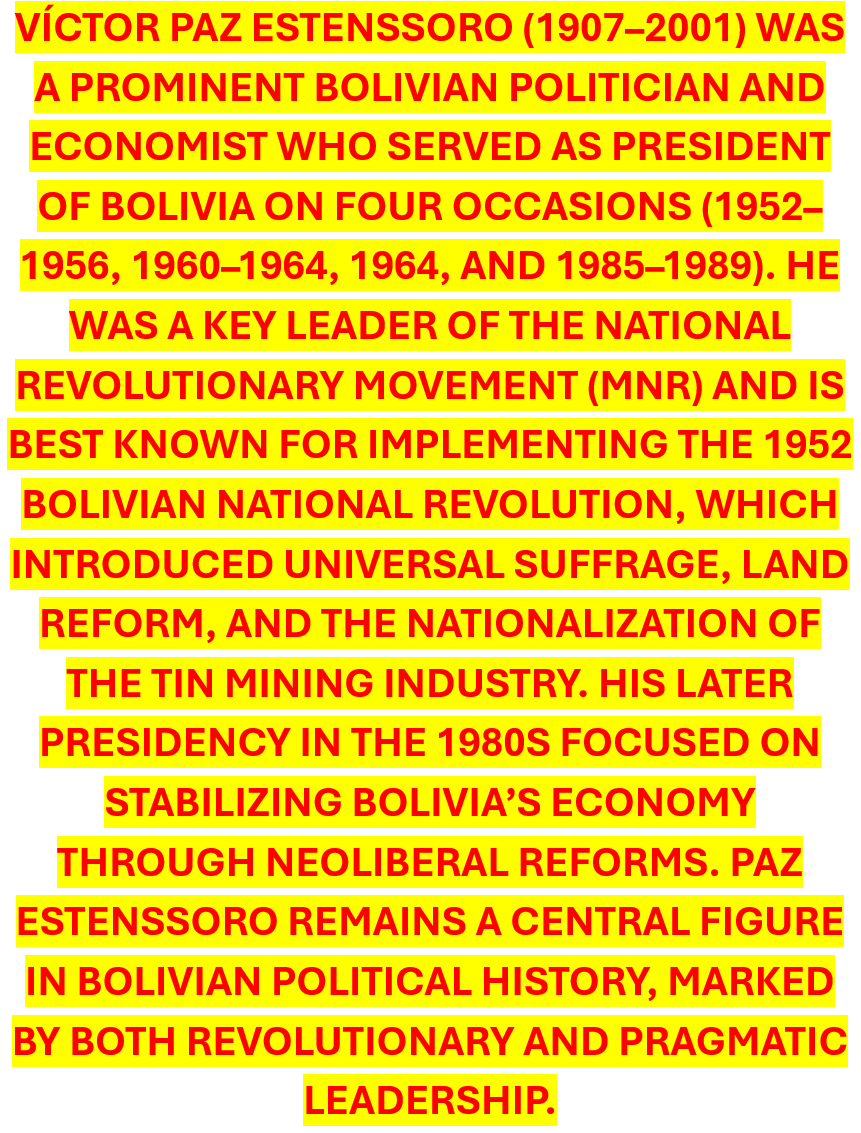 VÍCTOR PAZ ESTENSSORO (1907–2001) WAS
A PROMINENT BOLIVIAN POLITICIAN AND
ECONOMIST WHO SERVED AS PRESIDENT
OF BOLIVIA ON FOUR OCCASIONS (1952–
1956, 1960–1964, 1964, AND 1985–1989). HE
WAS A KEY LEADER OF THE NATIONAL
REVOLUTIONARY MOVEMENT (MNR) AND IS
BEST KNOWN FOR IMPLEMENTING THE 1952
BOLIVIAN NATIONAL REVOLUTION, WHICH
INTRODUCED UNIVERSAL SUFFRAGE, LAND
REFORM, AND THE NATIONALIZATION OF
THE TIN MINING INDUSTRY. HIS LATER
PRESIDENCY IN THE 1980S FOCUSED ON
STABILIZING BOLIVIA’S ECONOMY
THROUGH NEOLIBERAL REFORMS. PAZ
ESTENSSORO REMAINS A CENTRAL FIGURE
IN BOLIVIAN POLITICAL HISTORY, MARKED
BY BOTH REVOLUTIONARY AND PRAGMATIC
LEADERSHIP.